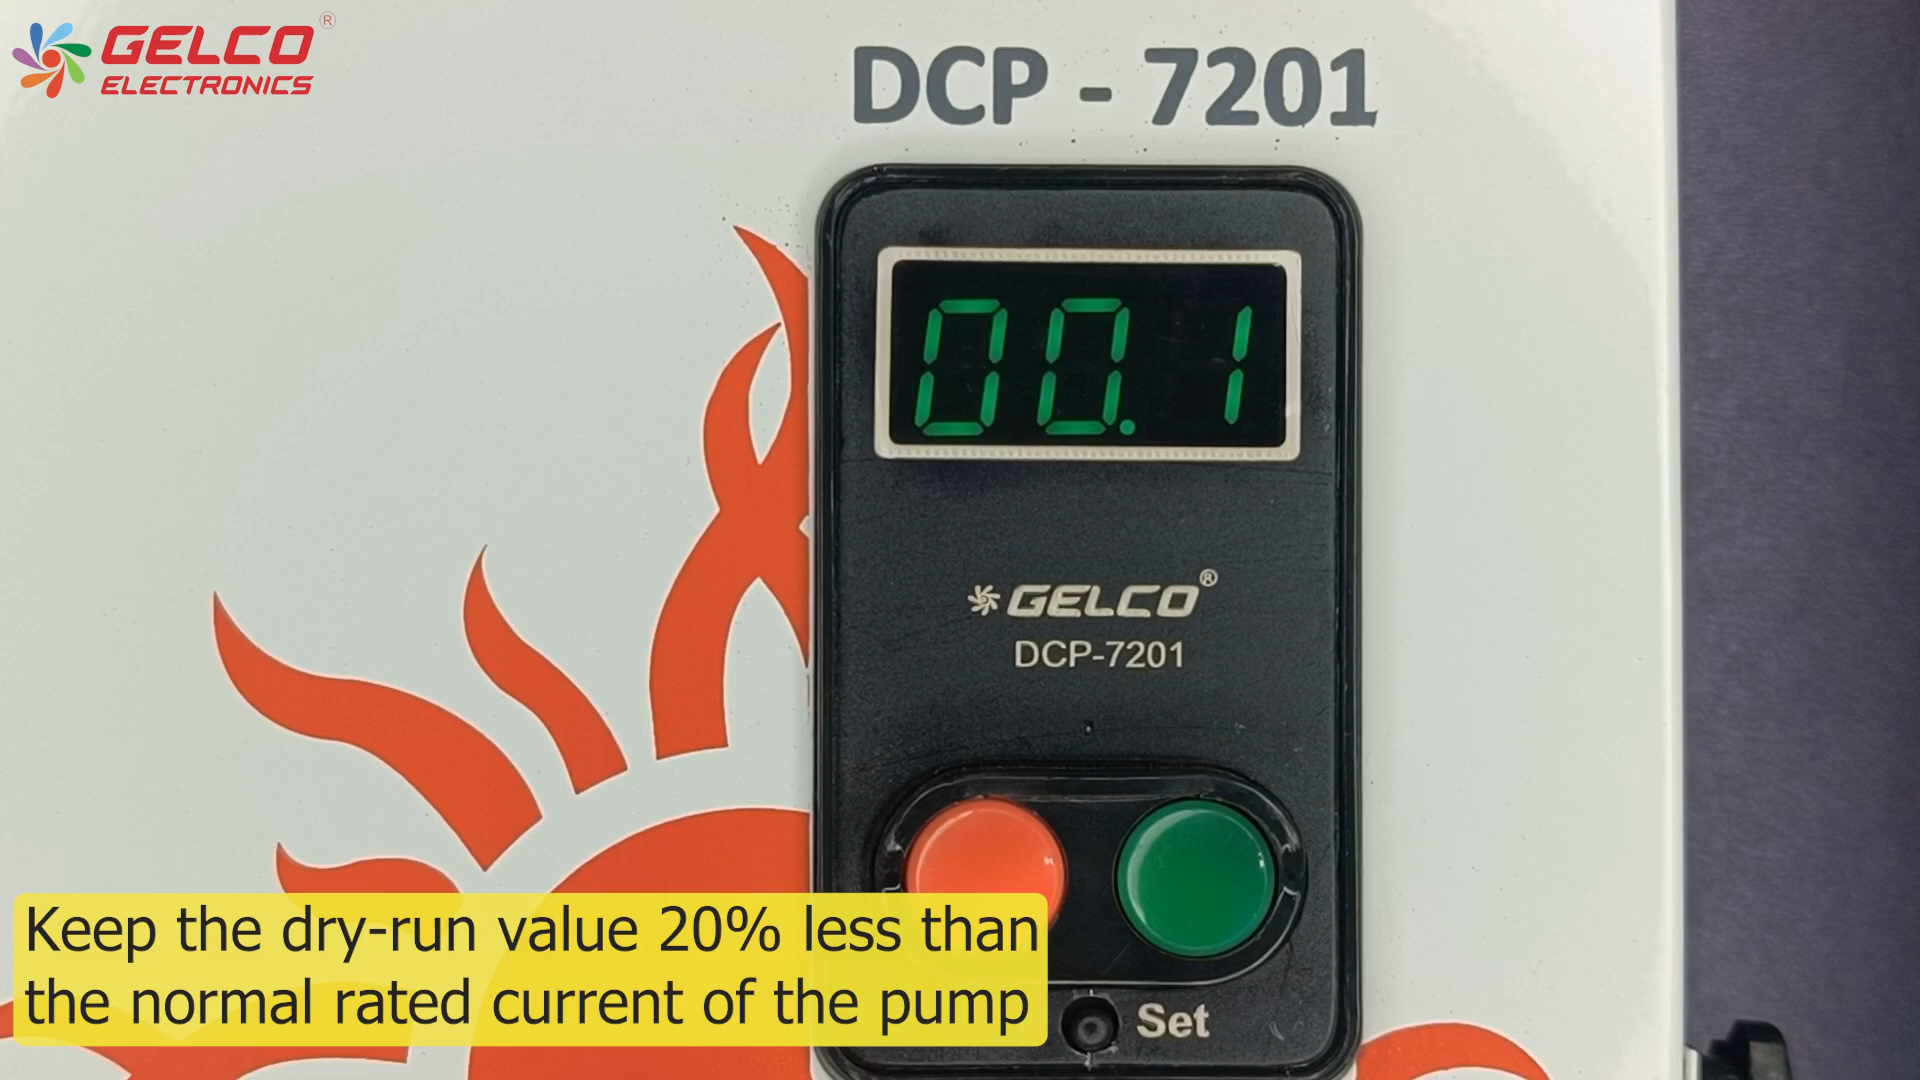 GELCO®
ELECTRONICS
DCP - 7201
00.1
GELCO®
DCP-7201
Keep the dry-run value 20% less than
the normal rated current of the pump
Set